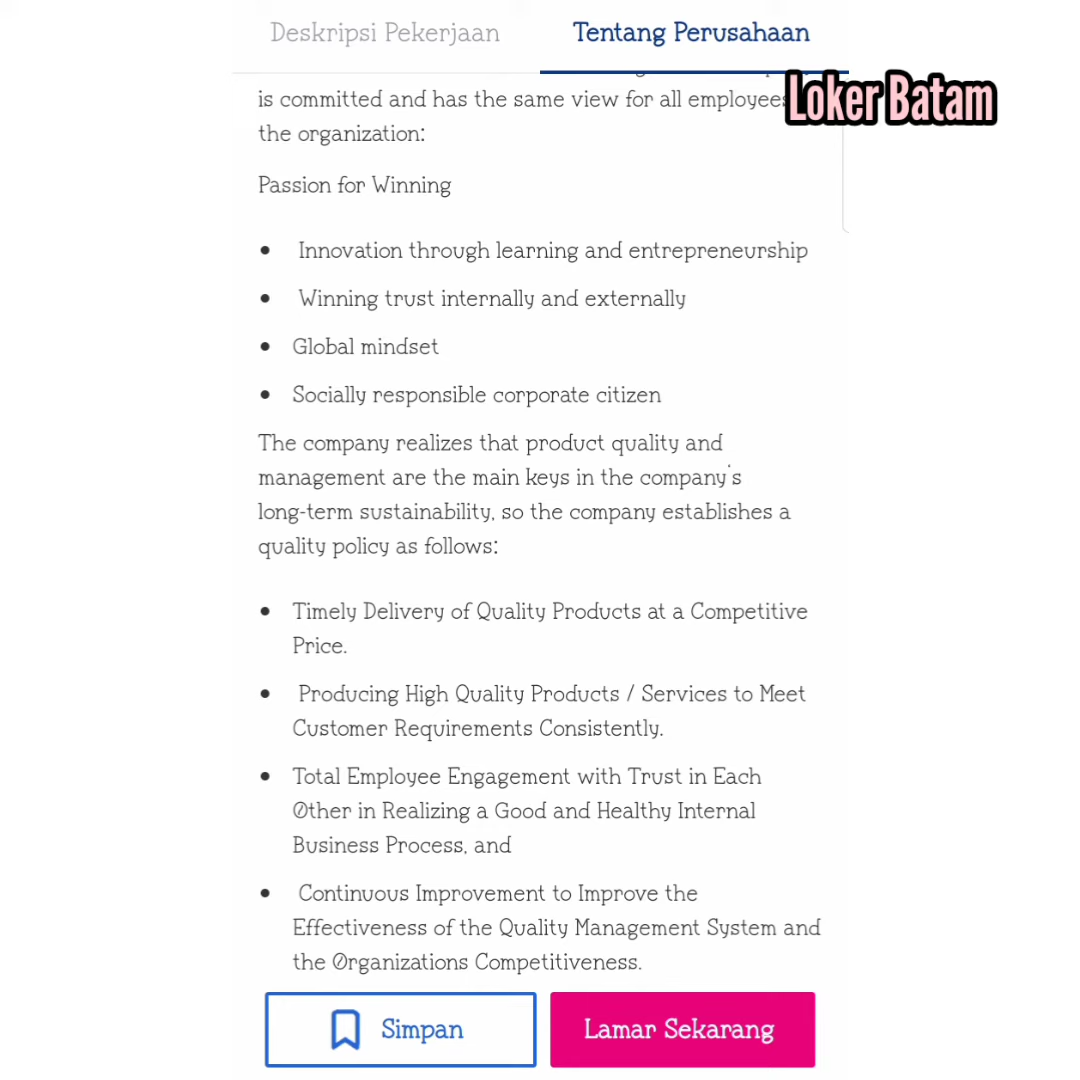 Deskripsi Pekerjaan
Tentang Perusahaan
Loker Batam
is committed and has the same view for all employees
the organization:
Passion for Winning
• Innovation through learning and entrepreneurship
• Winning trust internally and externally
• Global mindset
• Socially responsible corporate citizen
The company realizes that product quality and
management are the main keys in the company's
long-term sustainability, so the company establishes a
quality policy as follows:
• Timely Delivery of Quality Products at a Competitive
Price.
• Producing High Quality Products / Services to Meet
Customer Requirements Consistently.
• Total Employee Engagement with Trust in Each
Other in Realizing a Good and Healthy Internal
Business Process, and
• Continuous Improvement to Improve the
Effectiveness of the Quality Management System and
the Organizations Competitiveness.
Simpan
Lamar Sekarang